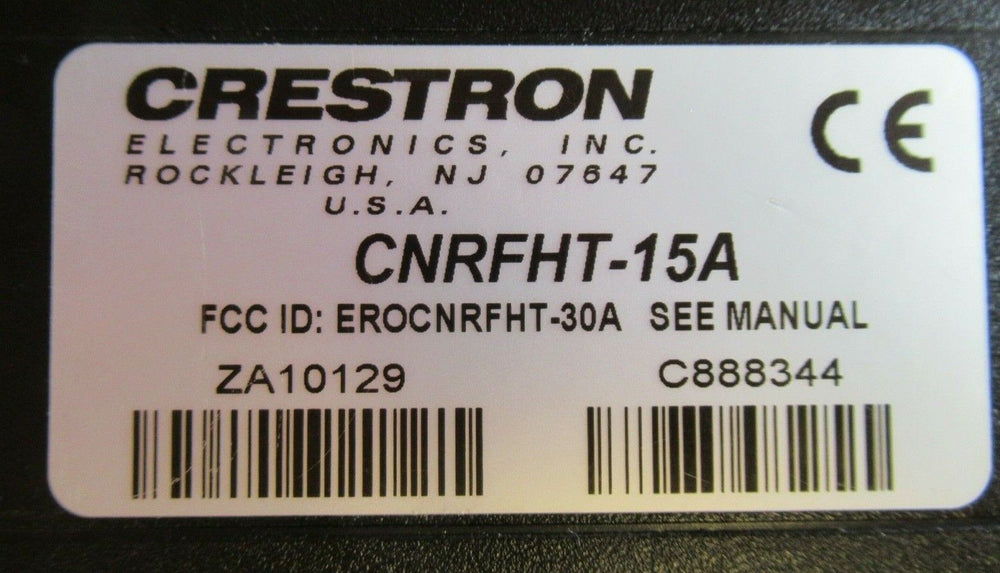 CRESTRON
ELECTRONICS, INC.
ROCKLEIGH, NJ 07647
U.S.A.
CE
CNRFHT-15A
FCC ID: EROCNRFHT-30A SEE MANUAL
ZA10129 C888344